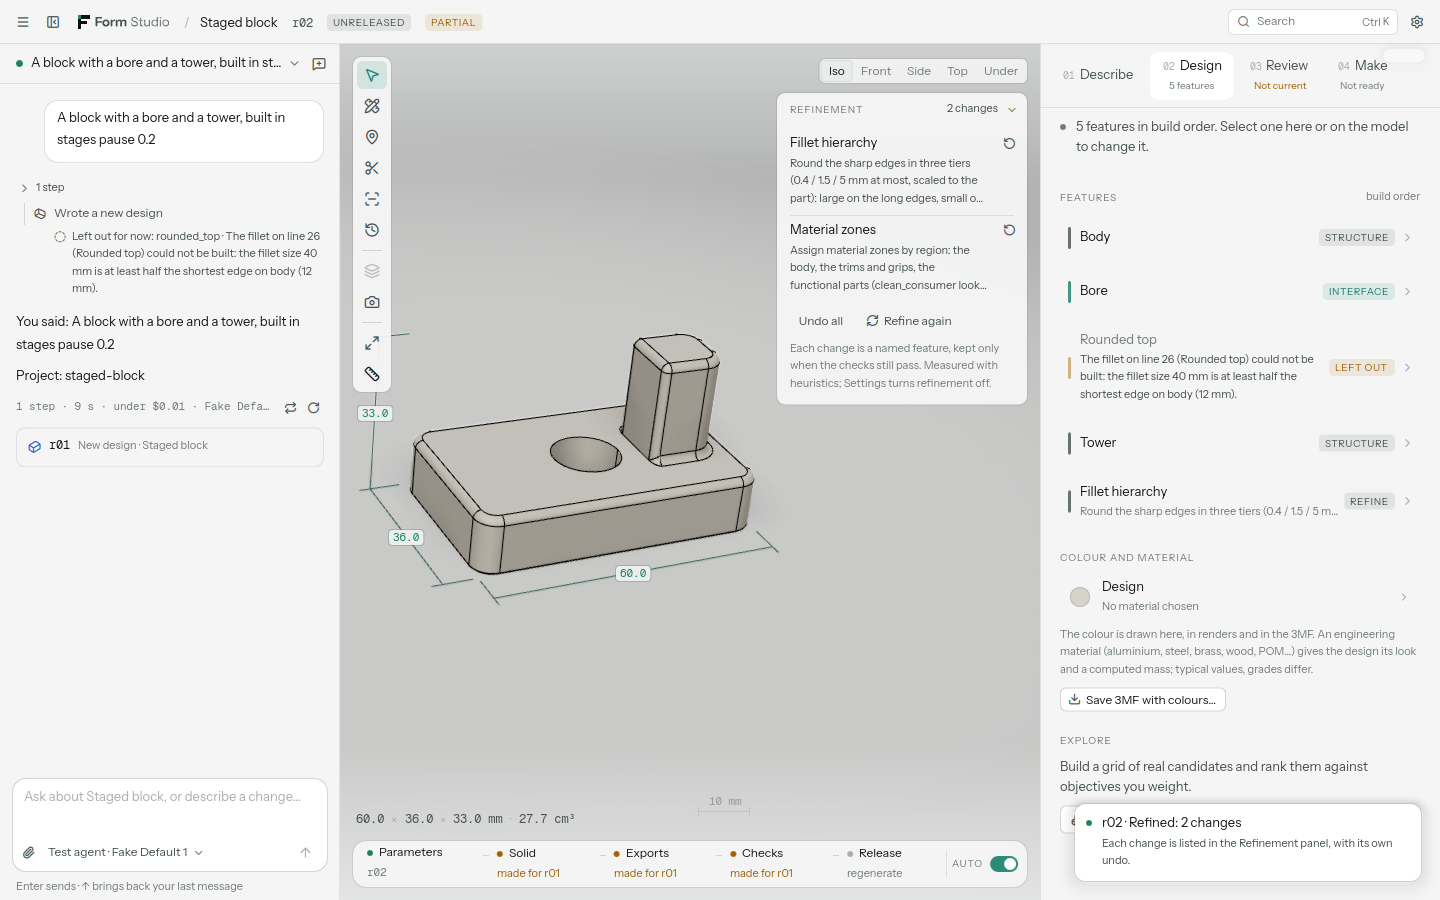 Form Studio / Staged block r02 UNRELEASED PARTIAL
Search Ctrl K
A block with a bore and a tower, built in st...
A block with a bore and a tower, built in
stages pause 0.2
1 step
Wrote a new design
Left out for now: rounded_top · The fillet on line 26
(Rounded top) could not be built: the fillet size 40
mm is at least half the shortest edge on body (12
mm).
You said: A block with a bore and a tower, built in
stages pause 0.2
Project: staged-block
1 step · 9 s · under $0.01 · Fake Defa...
r01 New design · Staged block
Ask about Staged block, or describe a change...
Test agent · Fake Default 1
Enter sends · ↑ brings back your last message
Iso Front Side Top Under
REFINEMENT 2 changes
Fillet hierarchy
Round the sharp edges in three tiers
(0.4 / 1.5 / 5 mm at most, scaled to the
part): large on the long edges, small o...
Material zones
Assign material zones by region: the
body, the trims and grips, the
functional parts (clean_consumer look...
Undo all Refine again
Each change is a named feature, kept only
when the checks still pass. Measured with
heuristics; Settings turns refinement off.
33.0
36.0
60.0
10 mm
60.0 × 36.0 × 33.0 mm · 27.7 cm³
Parameters
r02
Solid
made for r01
Exports
made for r01
Checks
made for r01
Release
regenerate
AUTO
01 Describe
02 Design
5 features
03 Review
Not current
04 Make
Not ready
5 features in build order. Select one here or on the model
to change it.
FEATURES build order
Body STRUCTURE
Bore INTERFACE
Rounded top
The fillet on line 26 (Rounded top) could not be
built: the fillet size 40 mm is at least half the
shortest edge on body (12 mm).
LEFT OUT
Tower STRUCTURE
Fillet hierarchy
Round the sharp edges in three tiers (0.4 / 1.5 / 5 m...
REFINE
COLOUR AND MATERIAL
Design
No material chosen
The colour is drawn here, in renders and in the 3MF. An engineering
material (aluminium, steel, brass, wood, POM...) gives the design its look
and a computed mass; typical values, grades differ.
Save 3MF with colours...
EXPLORE
Build a grid of real candidates and rank them against
objectives you weight.
r02 · Refined: 2 changes
Each change is listed in the Refinement panel, with its own
undo.